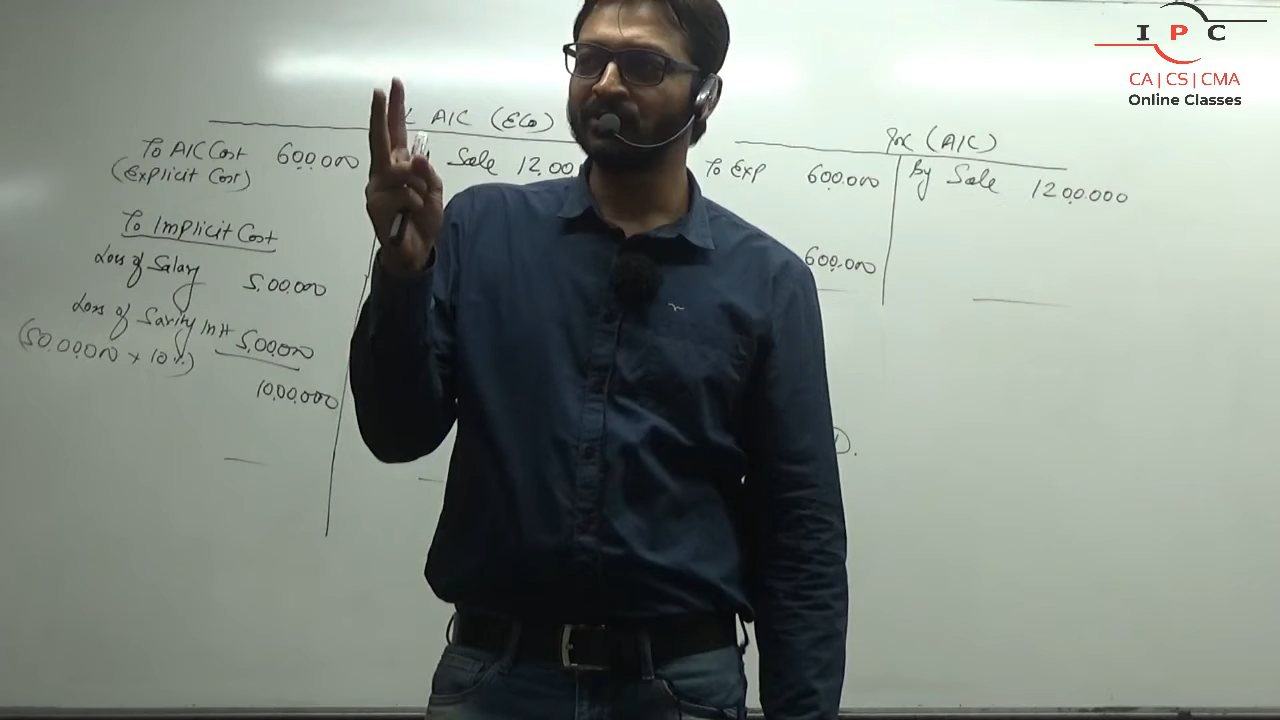 I P C
CA | CS | CMA
Online Classes
A/C (ECO)
To A/C Cost 600,000
(Explicit Cost)
Sale 12,00
To Implicit Cost
Loss of Salary 5,00,000
Loss of Saving Int 5,00,000
(50,00,000 x 10%)
10,00,000
(A/C)
To Exp 600,000
By Sale 1200,000
600,000